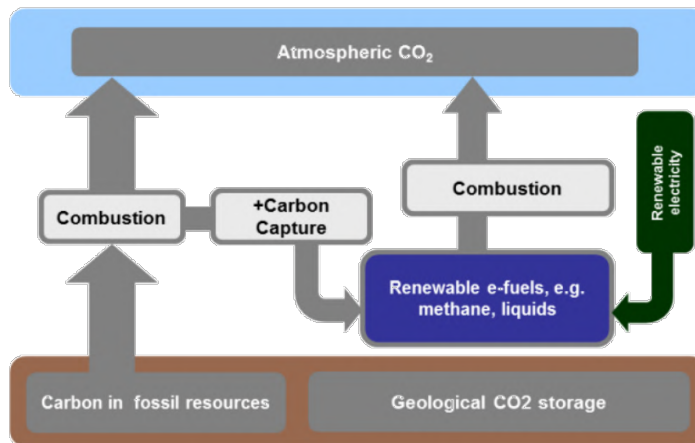 Atmospheric CO₂
Renewable
electricity
Combustion
Combustion
+Carbon
Capture
Renewable e-fuels, e.g.
methane, liquids
Carbon in fossil resources
Geological CO2 storage